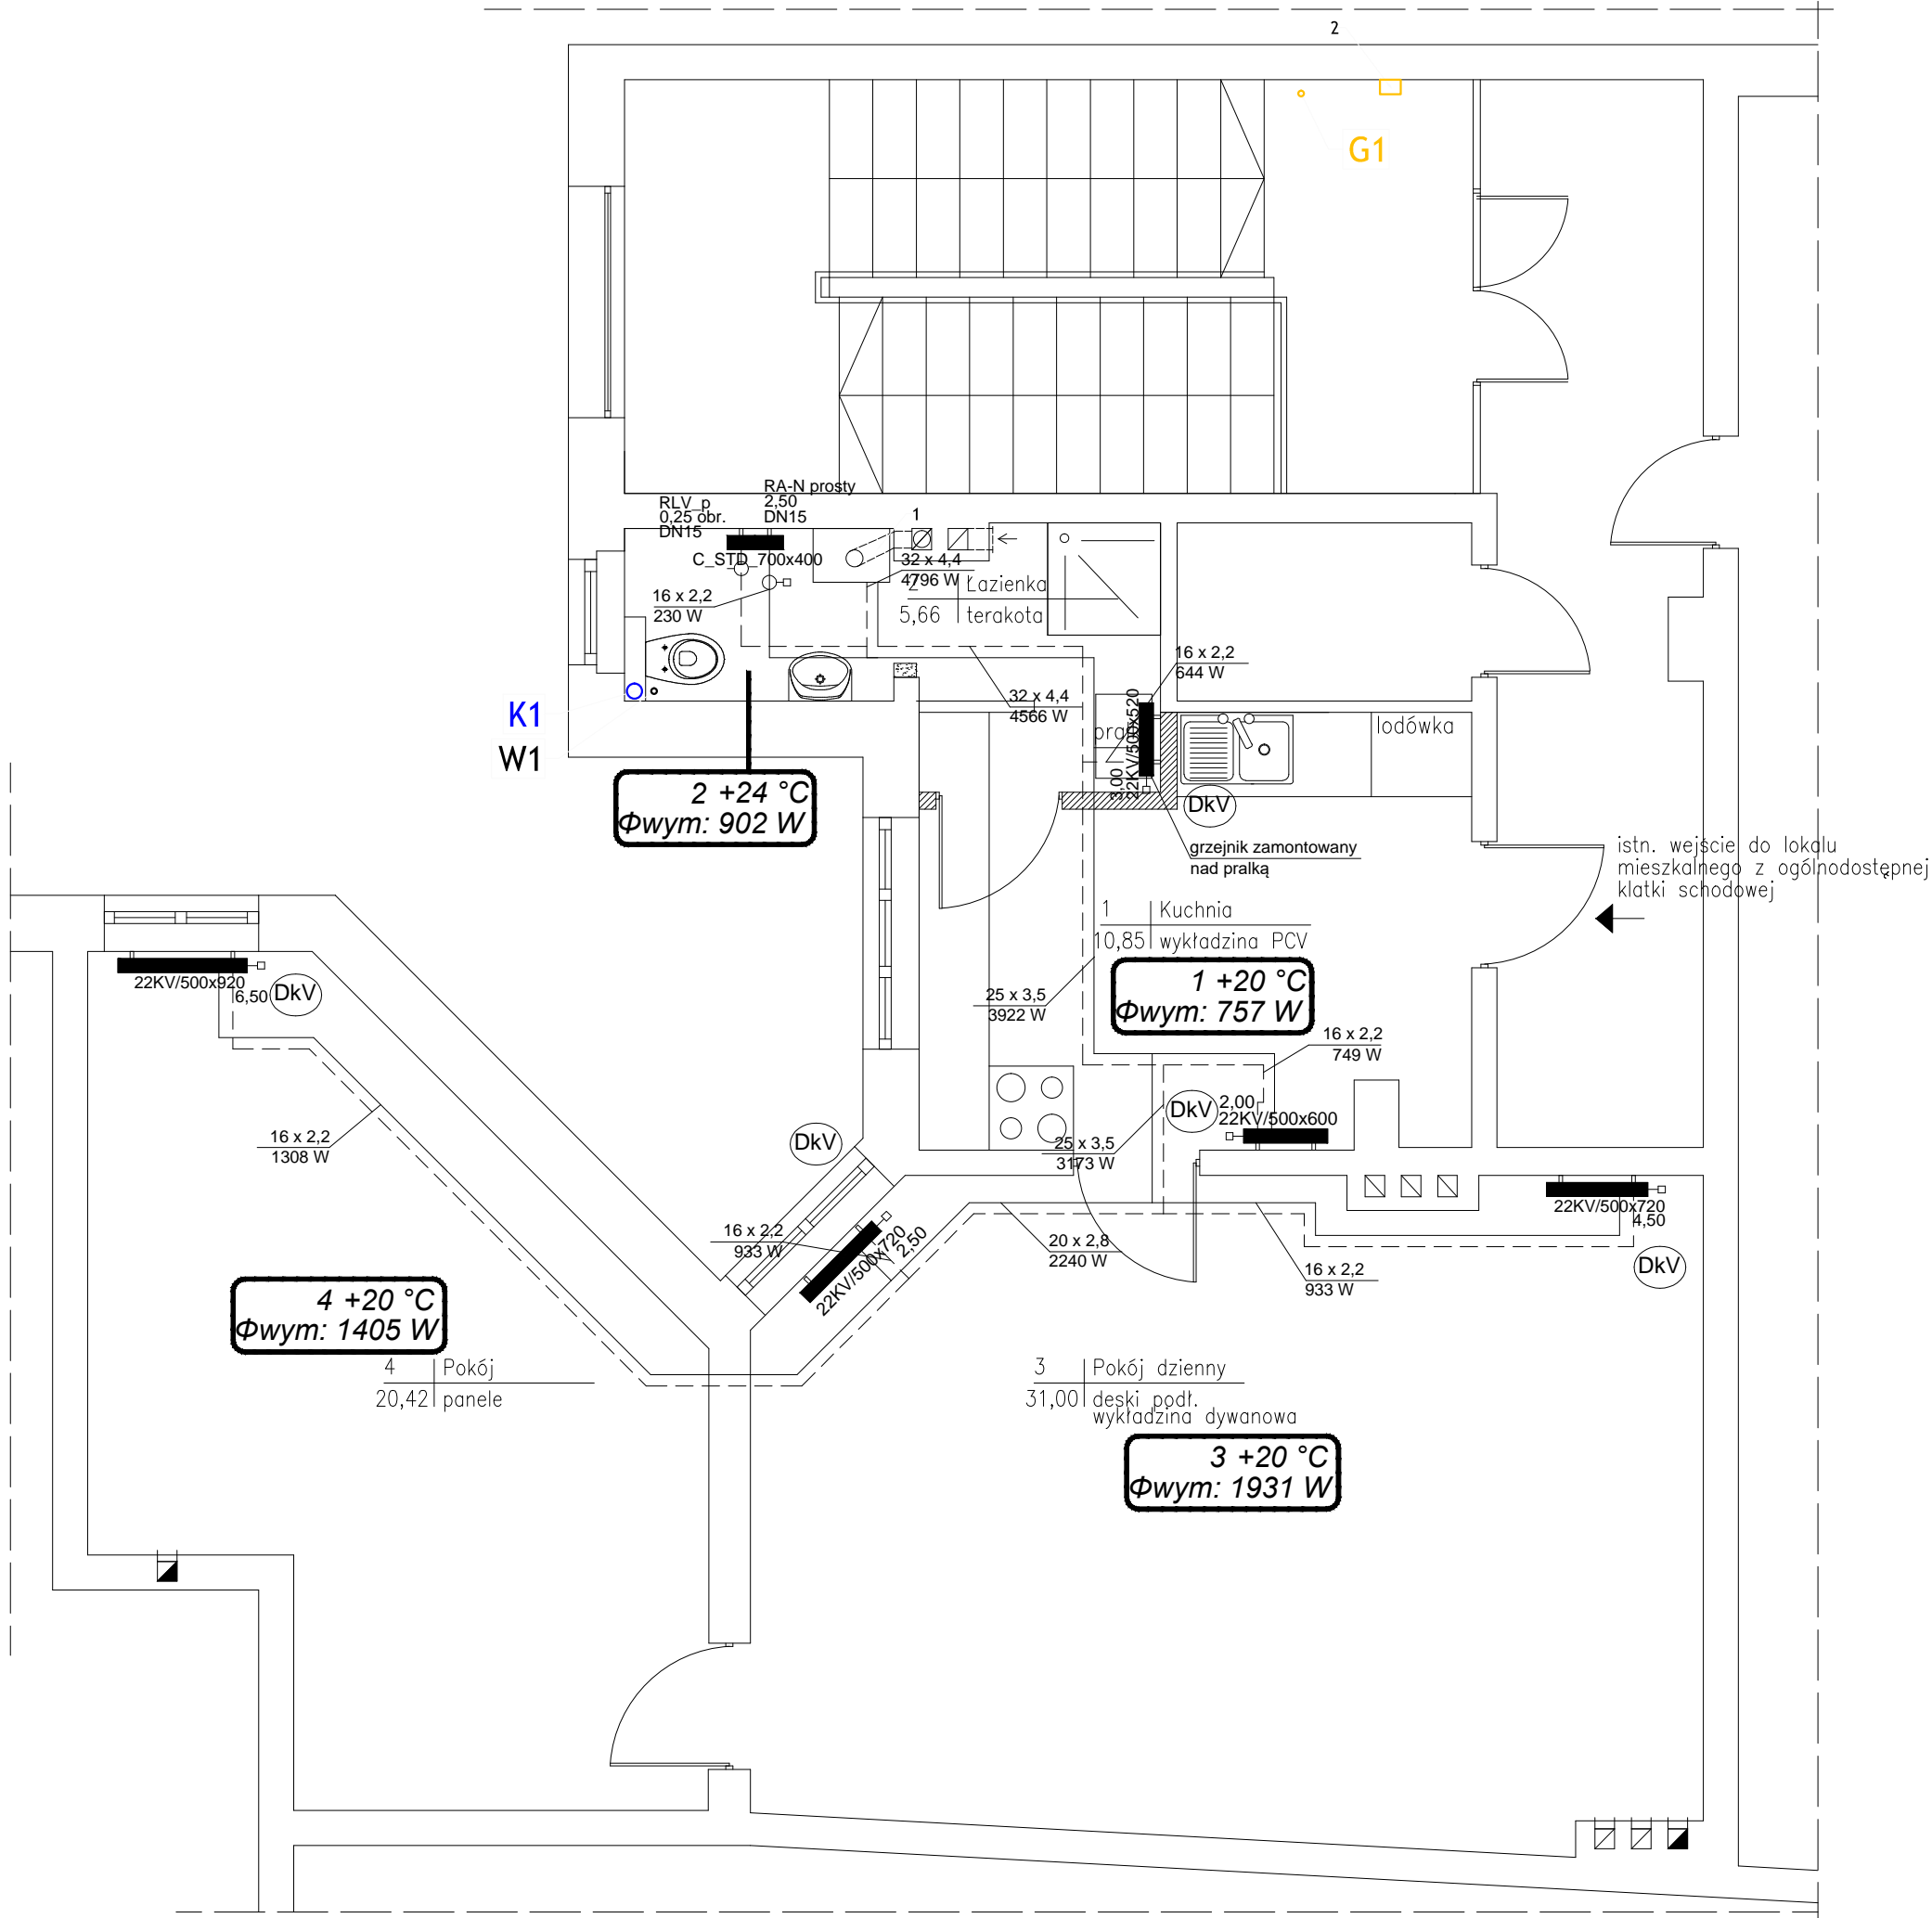 2
G1
RA-N prosty
2,50
DN15
RLV_p
0,25 obr.
DN15
1
C_STD_700x400
32 x 4,4
4796 W
2 Łazienka
5,66 terakota
16 x 2,2
230 W
16 x 2,2
644 W
K1
W1
32 x 4,4
4566 W
3,00
22KV/500x520
lodówka
DkV
2 +24 °C
Φwym: 902 W
grzejnik zamontowany
nad pralką
istn. wejście do lokalu
mieszkalnego z ogólnodostępnej
klatki schodowej
1 Kuchnia
10,85 wykładzina PCV
1 +20 °C
Φwym: 757 W
22KV/500x920
6,50
DkV
25 x 3,5
3922 W
16 x 2,2
749 W
DkV
2,00
22KV/500x600
16 x 2,2
1308 W
DkV
25 x 3,5
3173 W
22KV/500x720
4,50
16 x 2,2
933 W
22KV/500x720
2,50
20 x 2,8
2240 W
16 x 2,2
933 W
DkV
4 +20 °C
Φwym: 1405 W
4 Pokój
20,42 panele
3 Pokój dzienny
31,00 deski podł.
wykładzina dywanowa
3 +20 °C
Φwym: 1931 W